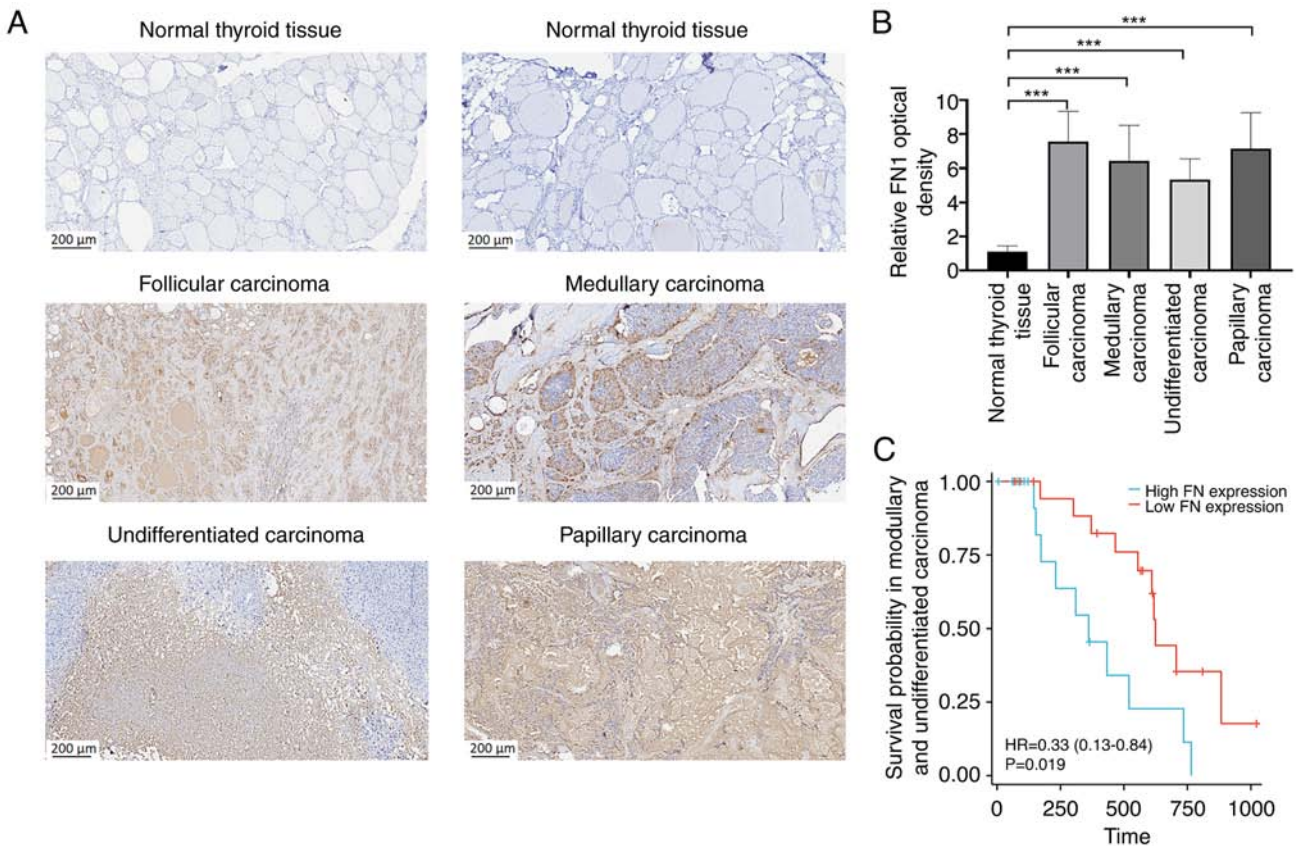 A
Normal thyroid tissue
Normal thyroid tissue
200 µm
200 µm
Follicular carcinoma
Medullary carcinoma
200 µm
200 µm
Undifferentiated carcinoma
Papillary carcinoma
200 µm
200 µm
B
***
***
***
***
Relative FN1 optical
density
10
8
6
4
2
0
Normal thyroid
tissue
Follicular
carcinoma
Medullary
carcinoma
Undifferentiated
carcinoma
Papillary
carcinoma
C
Survival probability in modullary
and undifferentiated carcinoma
1.00
0.75
0.50
0.25
0.00
High FN expression
Low FN expression
HR=0.33 (0.13-0.84)
P=0.019
0 250 500 750 1000
Time